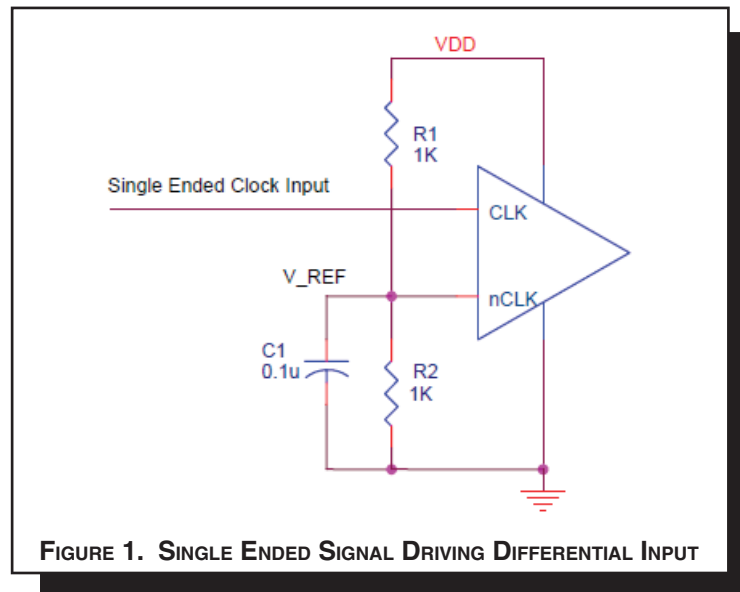 VDD
R1
1K
Single Ended Clock Input
CLK
V_REF
nCLK
C1
0.1u
R2
1K
FIGURE 1. SINGLE ENDED SIGNAL DRIVING DIFFERENTIAL INPUT